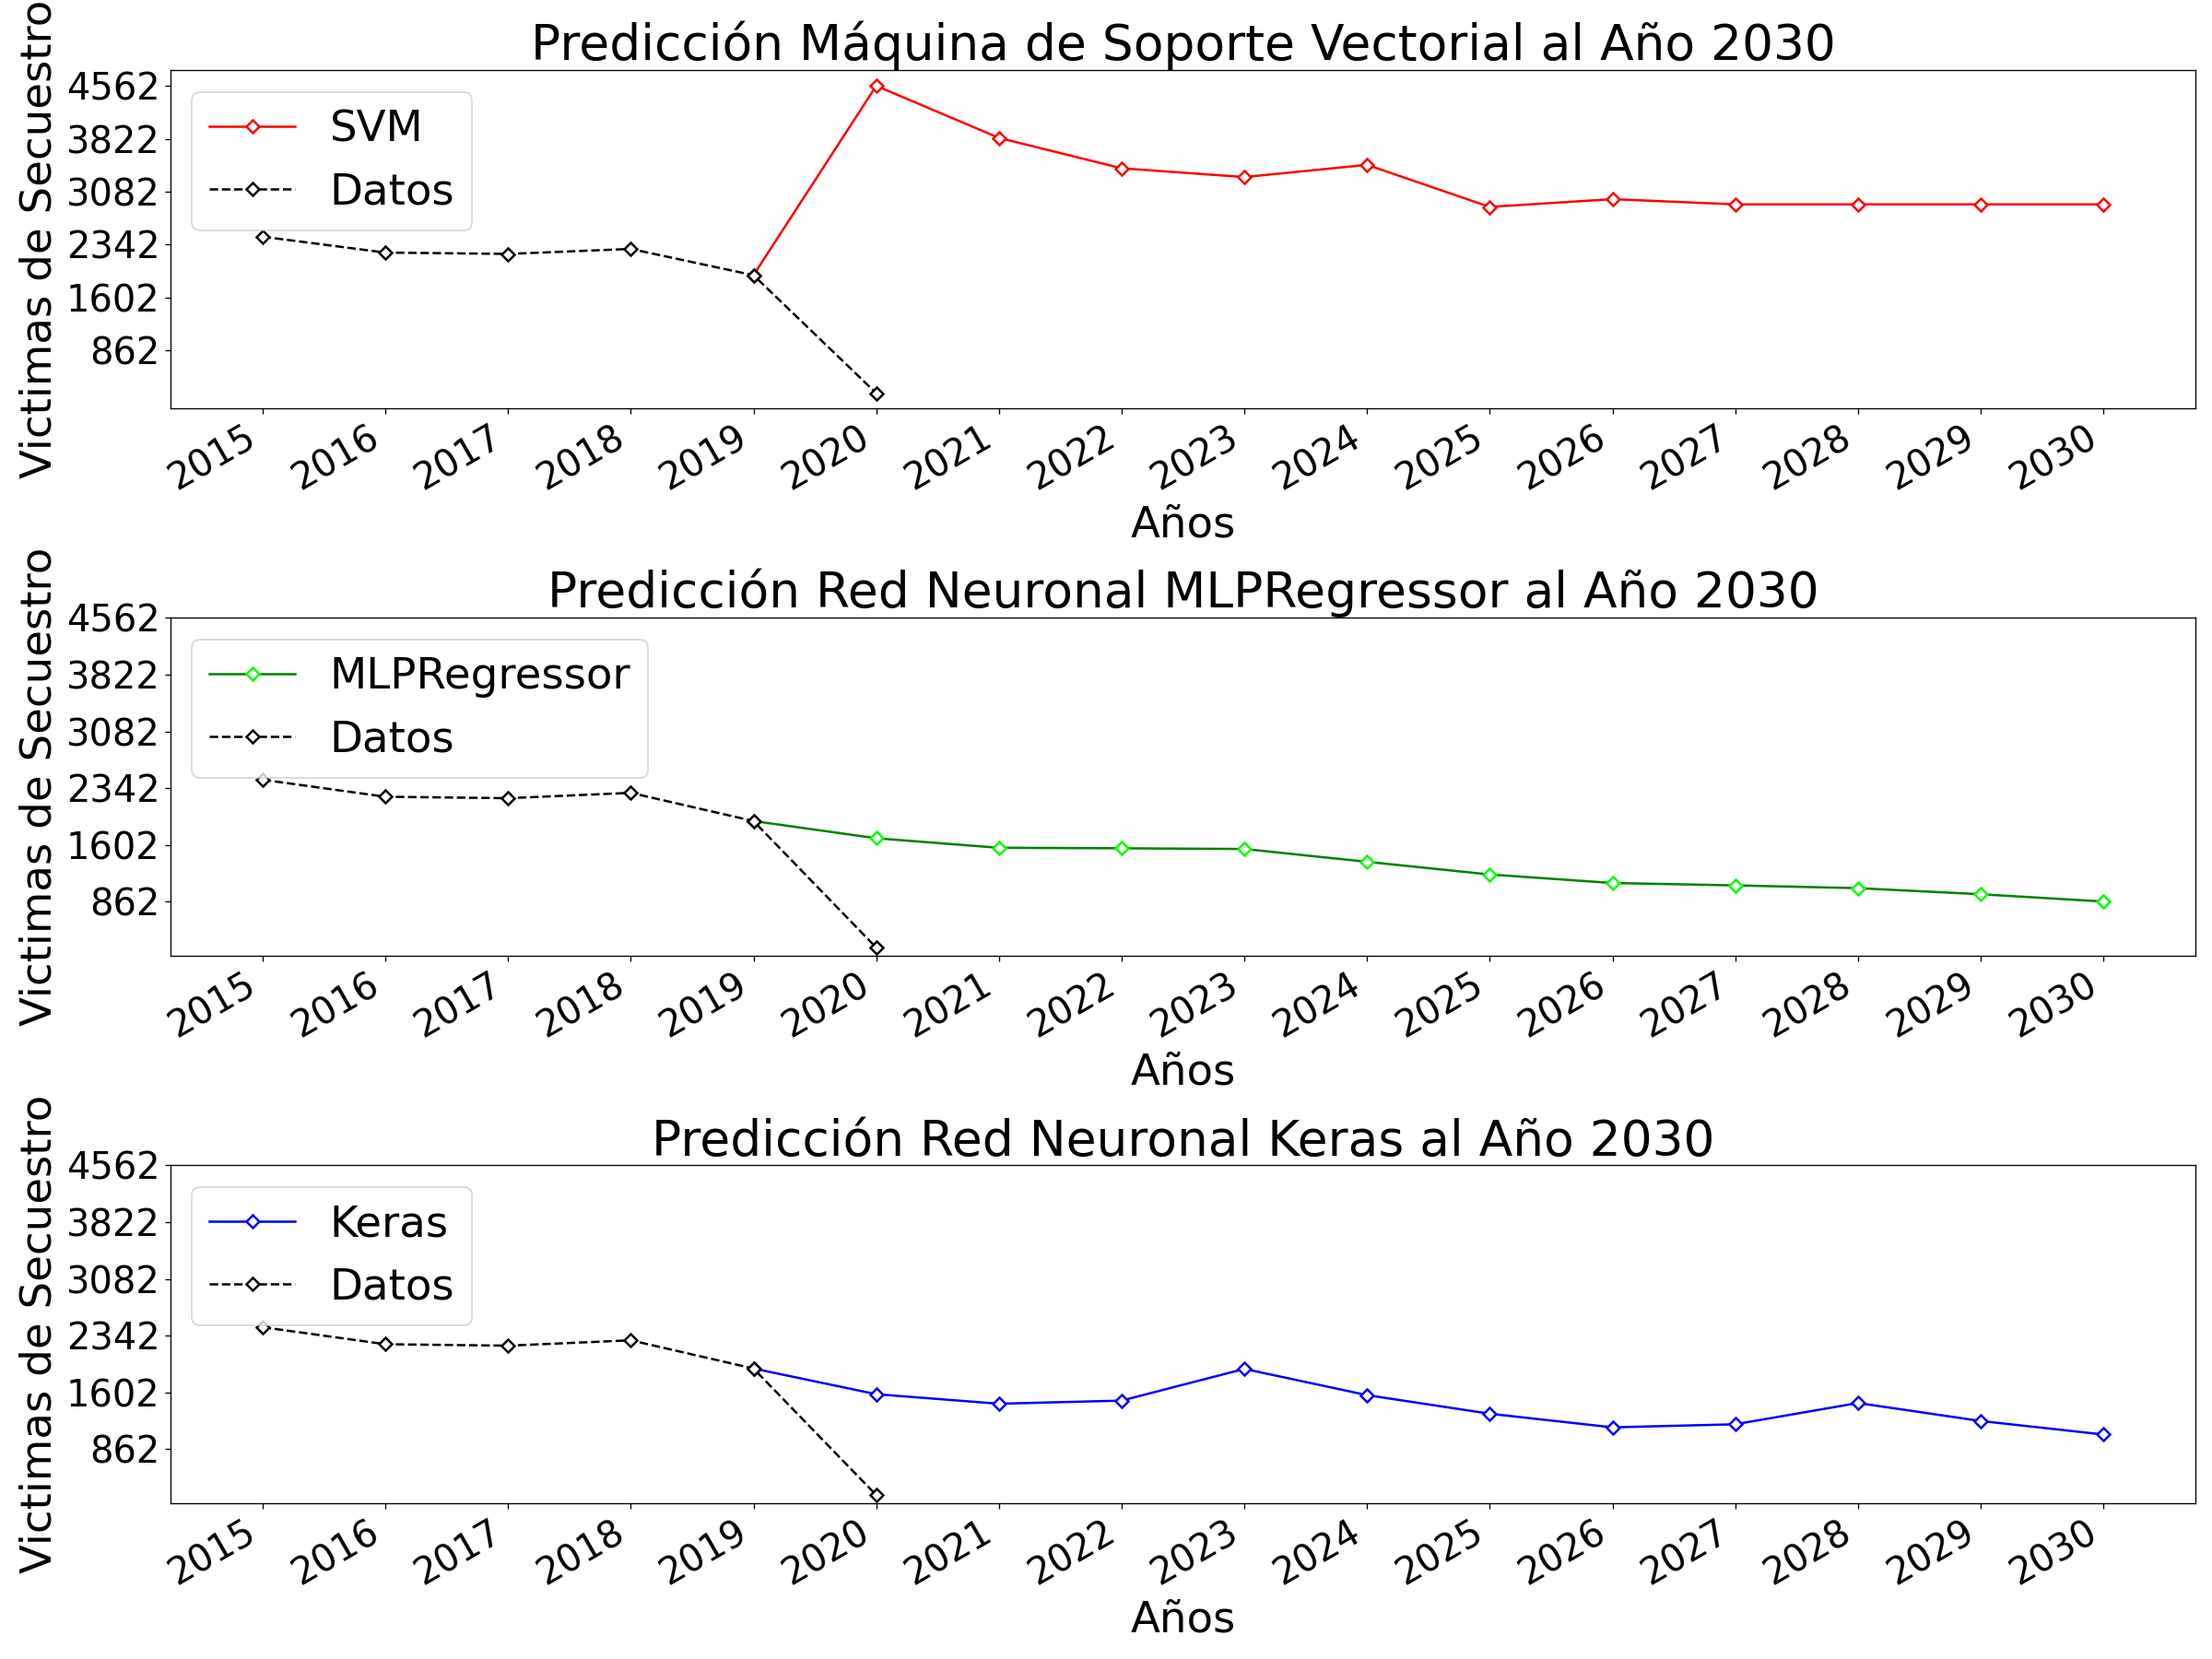 Predicción Máquina de Soporte Vectorial al Año 2030
Victimas de Secuestro
4562
3822
3082
2342
1602
862
SVM
Datos
2015 2016 2017 2018 2019 2020 2021 2022 2023 2024 2025 2026 2027 2028 2029 2030
Años
Predicción Red Neuronal MLPRegressor al Año 2030
Victimas de Secuestro
4562
3822
3082
2342
1602
862
MLPRegressor
Datos
2015 2016 2017 2018 2019 2020 2021 2022 2023 2024 2025 2026 2027 2028 2029 2030
Años
Predicción Red Neuronal Keras al Año 2030
Victimas de Secuestro
4562
3822
3082
2342
1602
862
Keras
Datos
2015 2016 2017 2018 2019 2020 2021 2022 2023 2024 2025 2026 2027 2028 2029 2030
Años